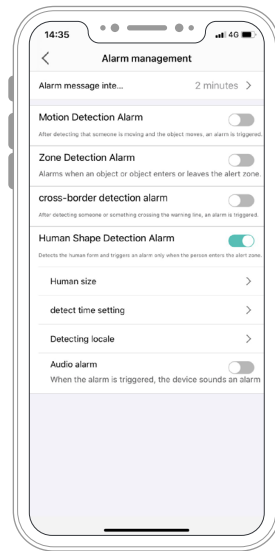 14:35
4G
Alarm management
Alarm message inte... 2 minutes
Motion Detection Alarm
After detecting that someone is moving and the object moves, an alarm is triggered.
Zone Detection Alarm
Alarms when an object or object enters or leaves the alert zone.
cross-border detection alarm
After detecting someone or something crossing the warning line, an alarm is triggered.
Human Shape Detection Alarm
Detects the human form and triggers an alarm only when the person enters the alert zone.
Human size
detect time setting
Detecting locale
Audio alarm
When the alarm is triggered, the device sounds an alarm